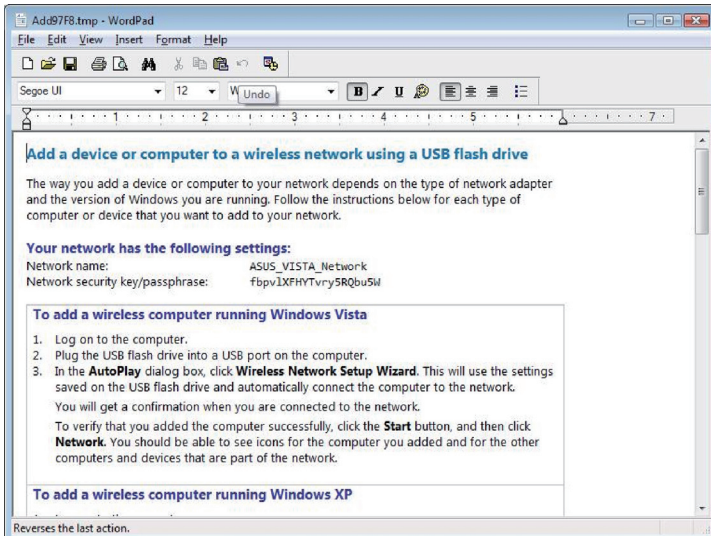 Add97F8.tmp - WordPad
File Edit View Insert Format Help
Segoe UI 12 W
Undo
1 2 3 4 5 7
Add a device or computer to a wireless network using a USB flash drive
The way you add a device or computer to your network depends on the type of network adapter
and the version of Windows you are running. Follow the instructions below for each type of
computer or device that you want to add to your network.
Your network has the following settings:
Network name: ASUS_VISTA_Network
Network security key/passphrase: fbpvlXFHYTvry5RQbu5W
To add a wireless computer running Windows Vista
1. Log on to the computer.
2. Plug the USB flash drive into a USB port on the computer.
3. In the AutoPlay dialog box, click Wireless Network Setup Wizard. This will use the settings
saved on the USB flash drive and automatically connect the computer to the network.
You will get a confirmation when you are connected to the network.
To verify that you added the computer successfully, click the Start button, and then click
Network. You should be able to see icons for the computer you added and for the other
computers and devices that are part of the network.
To add a wireless computer running Windows XP
Reverses the last action.